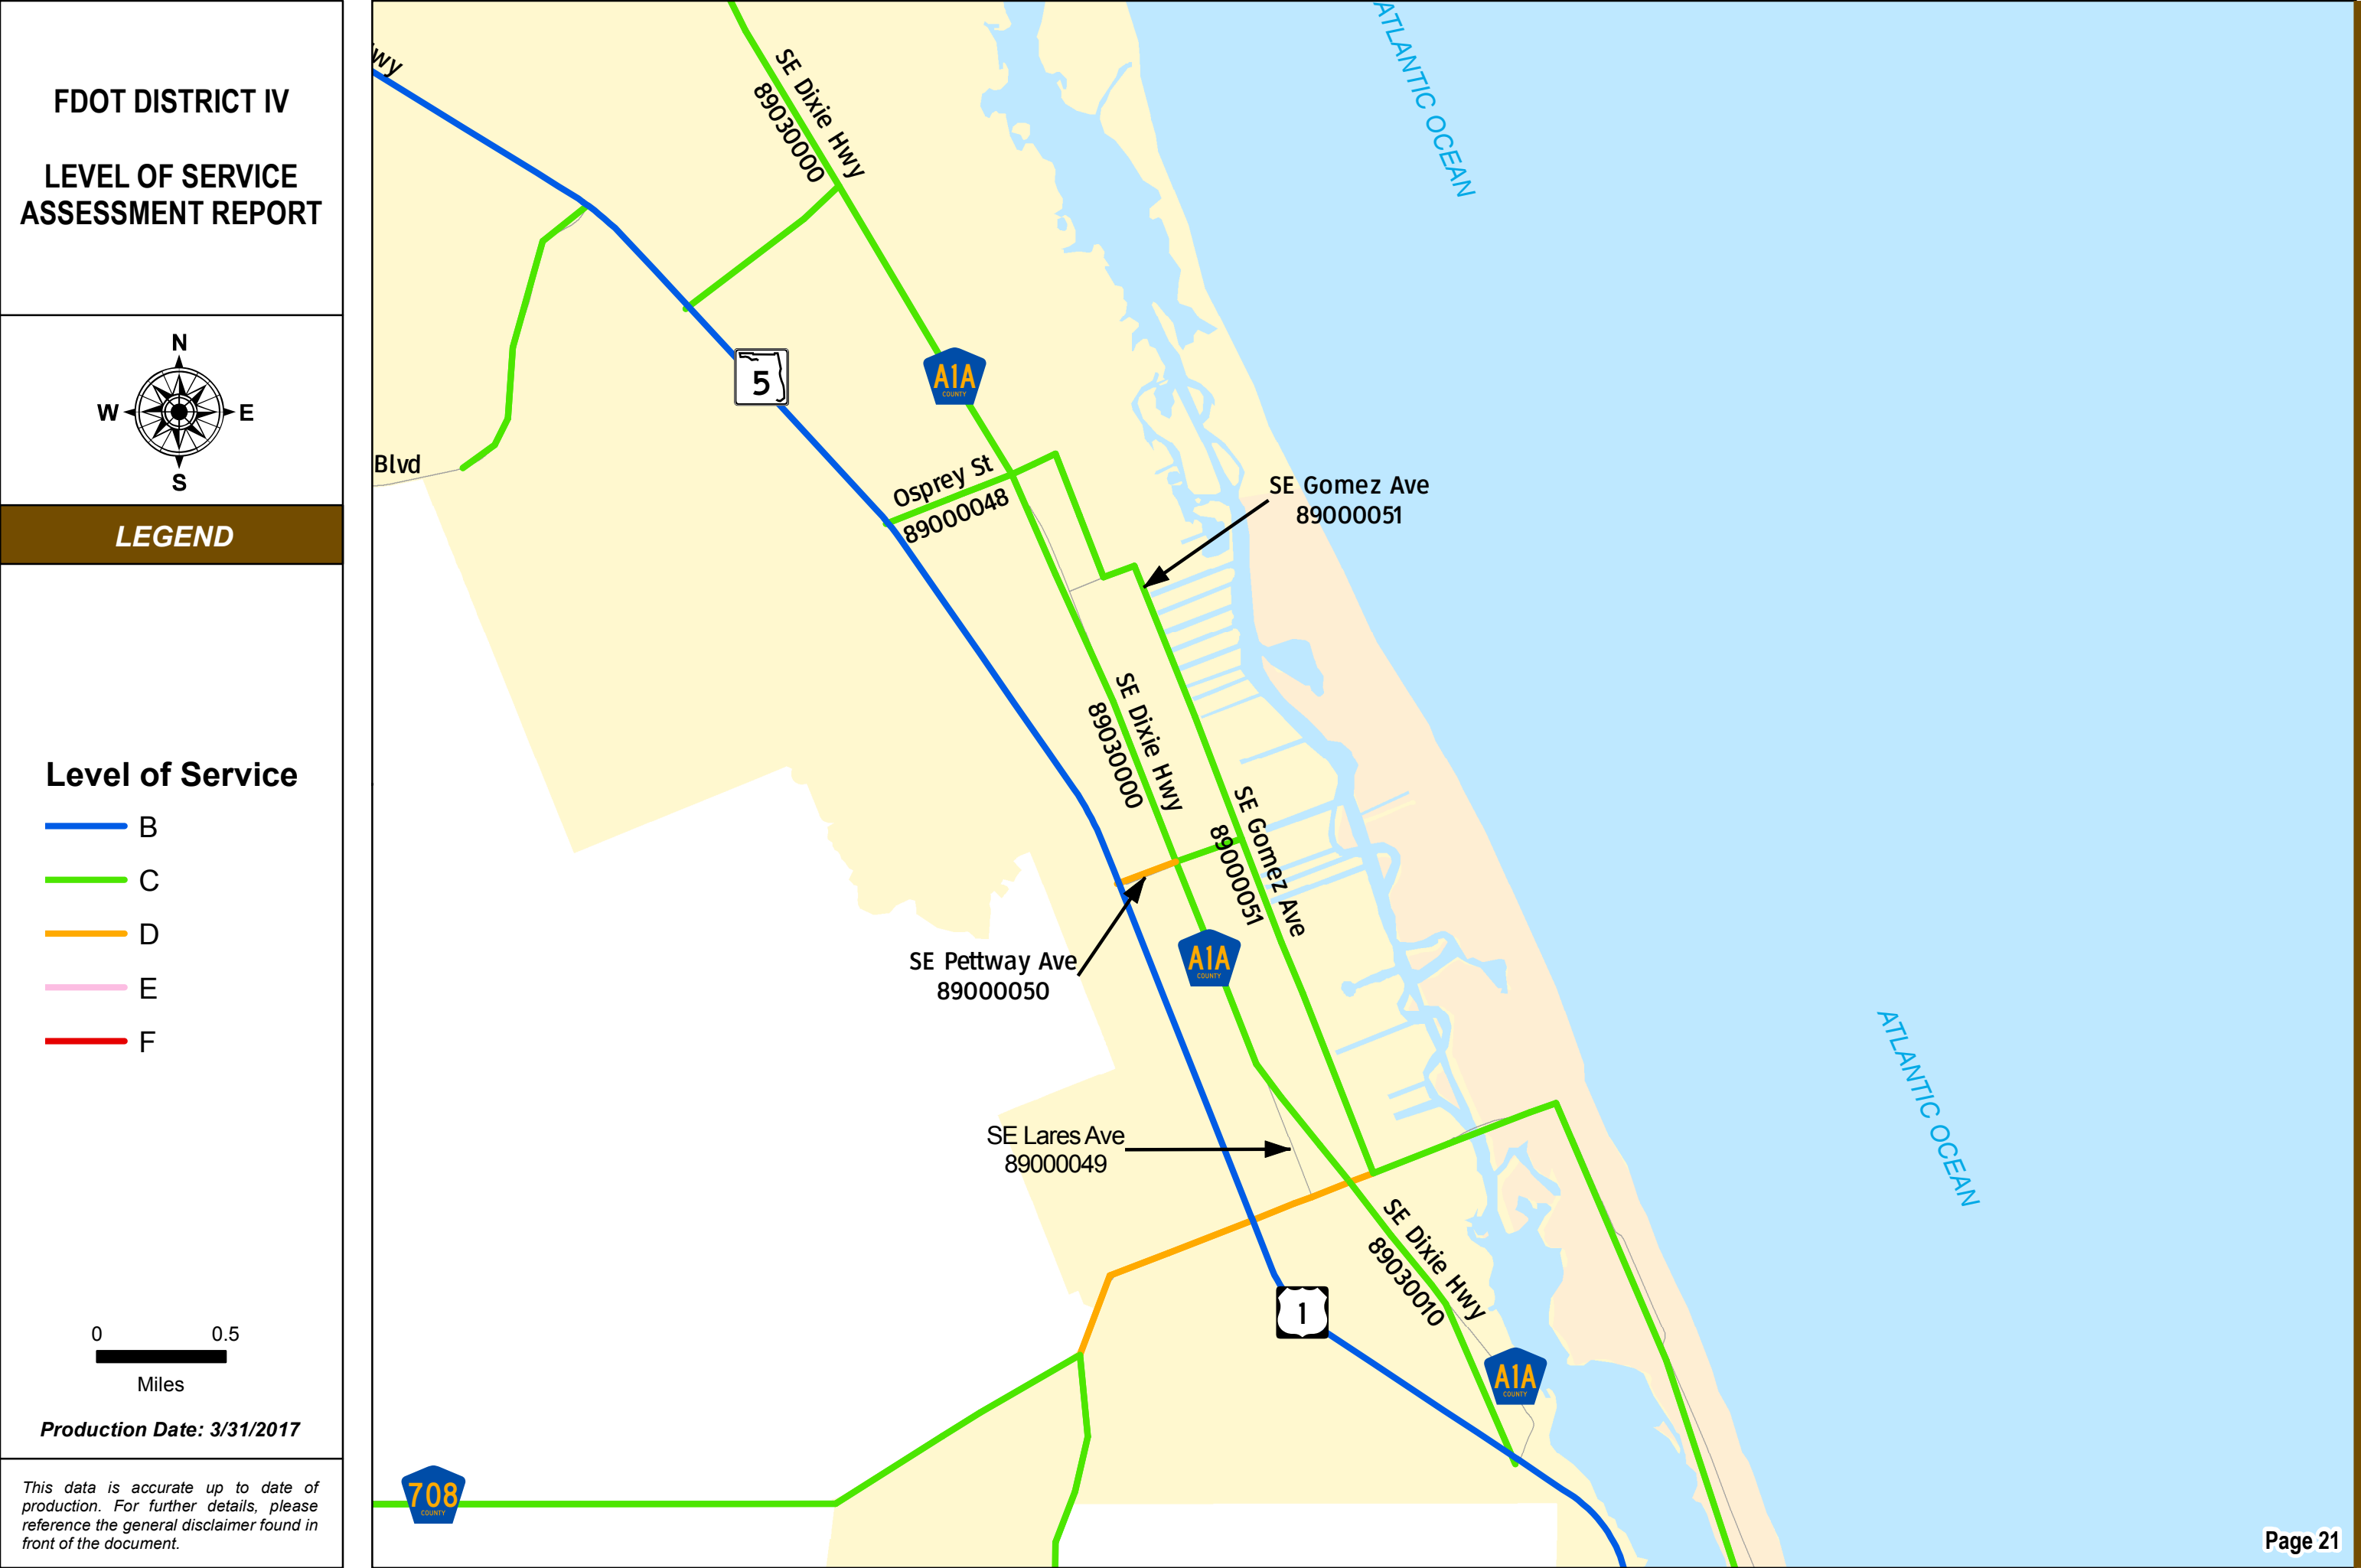 FDOT DISTRICT IV
LEVEL OF SERVICE
ASSESSMENT REPORT
N
W
E
S
LEGEND
Level of Service
B
C
D
E
F
0
0.5
Miles
Production Date: 3/31/2017
This data is accurate up to date of
production. For further details, please
reference the general disclaimer found in
front of the document.
wy
SE Dixie Hwy
89030000
ATLANTIC OCEAN
5
A1A
COUNTY
Blvd
Osprey St
89000048
SE Gomez Ave
89000051
SE Dixie Hwy
89030000
SE Gomez Ave
89000051
SE Pettway Ave
89000050
A1A
COUNTY
ATLANTIC OCEAN
SE Lares Ave
89000049
SE Dixie Hwy
89030010
1
A1A
COUNTY
708
COUNTY
Page 21